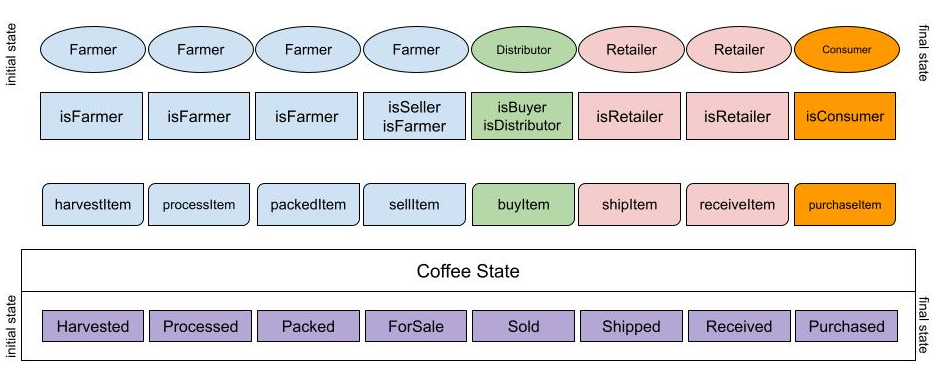 initial state
Farmer
Farmer
Farmer
Farmer
Distributor
Retailer
Retailer
Consumer
final state
isFarmer
isFarmer
isFarmer
isSeller
isFarmer
isBuyer
isDistributor
isRetailer
isRetailer
isConsumer
harvestItem
processItem
packedItem
sellItem
buyItem
shipItem
receiveItem
purchaseItem
Coffee State
initial state
Harvested
Processed
Packed
ForSale
Sold
Shipped
Received
Purchased
final state